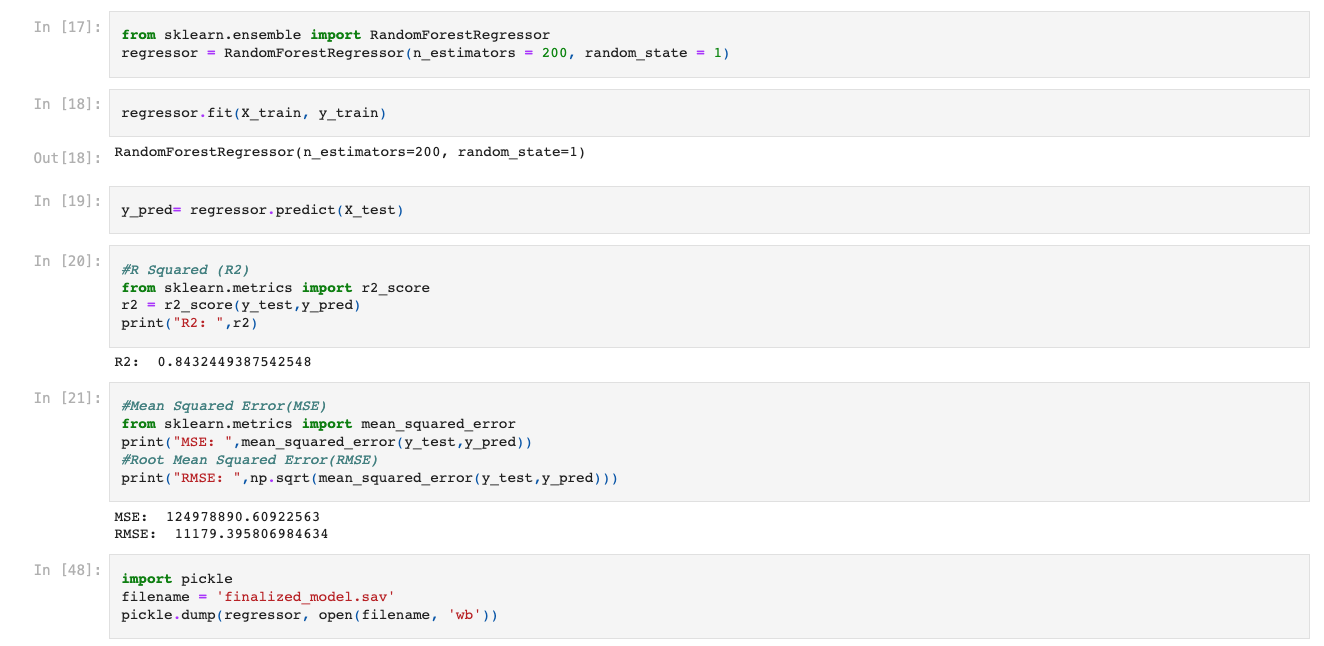 In [17]:
from sklearn.ensemble import RandomForestRegressor
regressor = RandomForestRegressor(n_estimators = 200, random_state = 1)
In [18]:
regressor.fit(X_train, y_train)
Out[18]:
RandomForestRegressor(n_estimators=200, random_state=1)
In [19]:
y_pred= regressor.predict(X_test)
In [20]:
#R Squared (R2)
from sklearn.metrics import r2_score
r2 = r2_score(y_test,y_pred)
print("R2: ",r2)
R2:  0.8432449387542548
In [21]:
#Mean Squared Error(MSE)
from sklearn.metrics import mean_squared_error
print("MSE: ",mean_squared_error(y_test,y_pred))
#Root Mean Squared Error(RMSE)
print("RMSE: ",np.sqrt(mean_squared_error(y_test,y_pred)))
MSE:  124978890.60922563
RMSE:  11179.395806984634
In [48]:
import pickle
filename = 'finalized_model.sav'
pickle.dump(regressor, open(filename, 'wb'))